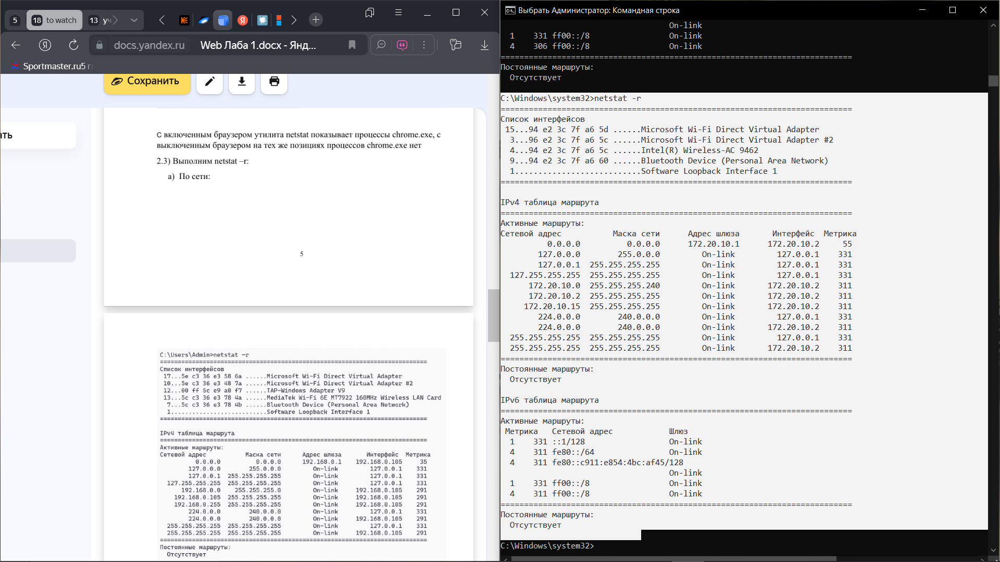 5
18 to watch
13 уч
docs.yandex.ru Web Лаба 1.docx - Янд...
Sportmaster.ru5 г
Сохранить
ать
С включенным браузером утилита netstat показывает процессы chrome.exe, с
выключенным браузером на тех же позициях процессов chrome.exe нет
2.3) Выполним netstat –r:
a) По сети:
5
C:\Users\Admin>netstat -r
===========================================================================
Список интерфейсов
17...5e c3 36 e3 58 6a ......Microsoft Wi-Fi Direct Virtual Adapter
10...5e c3 36 e3 48 7a ......Microsoft Wi-Fi Direct Virtual Adapter #2
12...00 ff 5c e9 a0 f7 ......TAP-Windows Adapter V9
13...5c c3 36 e3 78 4a ......MediaTek Wi-Fi 6E MT7922 160MHz Wireless LAN Card
7...5c c3 36 e3 78 4b ......Bluetooth Device (Personal Area Network)
1...........................Software Loopback Interface 1
===========================================================================
IPv4 таблица маршрута
===========================================================================
Активные маршруты:
Сетевой адрес Маска сети Адрес шлюза Интерфейс Метрика
0.0.0.0 0.0.0.0 192.168.0.1 192.168.0.105 35
127.0.0.0 255.0.0.0 On-link 127.0.0.1 331
127.0.0.1 255.255.255.255 On-link 127.0.0.1 331
127.255.255.255 255.255.255.255 On-link 127.0.0.1 331
192.168.0.0 255.255.255.0 On-link 192.168.0.105 291
192.168.0.105 255.255.255.255 On-link 192.168.0.105 291
192.168.0.255 255.255.255.255 On-link 192.168.0.105 291
224.0.0.0 240.0.0.0 On-link 127.0.0.1 331
224.0.0.0 240.0.0.0 On-link 192.168.0.105 291
255.255.255.255 255.255.255.255 On-link 127.0.0.1 331
255.255.255.255 255.255.255.255 On-link 192.168.0.105 291
===========================================================================
Постоянные маршруты:
Отсутствует
Выбрать Администратор: Командная строка
On-link
1 331 ff00::/8 On-link
4 306 ff00::/8 On-link
===========================================================================
Постоянные маршруты:
Отсутствует
C:\Windows\system32>netstat -r
===========================================================================
Список интерфейсов
15...94 e2 3c 7f a6 5d ......Microsoft Wi-Fi Direct Virtual Adapter
3...96 e2 3c 7f a6 5c ......Microsoft Wi-Fi Direct Virtual Adapter #2
4...94 e2 3c 7f a6 5c ......Intel(R) Wireless-AC 9462
9...94 e2 3c 7f a6 60 ......Bluetooth Device (Personal Area Network)
1...........................Software Loopback Interface 1
===========================================================================
IPv4 таблица маршрута
===========================================================================
Активные маршруты:
Сетевой адрес Маска сети Адрес шлюза Интерфейс Метрика
0.0.0.0 0.0.0.0 172.20.10.1 172.20.10.2 55
127.0.0.0 255.0.0.0 On-link 127.0.0.1 331
127.0.0.1 255.255.255.255 On-link 127.0.0.1 331
127.255.255.255 255.255.255.255 On-link 127.0.0.1 331
172.20.10.0 255.255.255.240 On-link 172.20.10.2 311
172.20.10.2 255.255.255.255 On-link 172.20.10.2 311
172.20.10.15 255.255.255.255 On-link 172.20.10.2 311
224.0.0.0 240.0.0.0 On-link 127.0.0.1 331
224.0.0.0 240.0.0.0 On-link 172.20.10.2 311
255.255.255.255 255.255.255.255 On-link 127.0.0.1 331
255.255.255.255 255.255.255.255 On-link 172.20.10.2 311
===========================================================================
Постоянные маршруты:
Отсутствует
IPv6 таблица маршрута
===========================================================================
Активные маршруты:
Метрика Сетевой адрес Шлюз
1 331 ::1/128 On-link
4 311 fe80::/64 On-link
4 311 fe80::c911:e854:4bc:af45/128
On-link
1 331 ff00::/8 On-link
4 311 ff00::/8 On-link
===========================================================================
Постоянные маршруты:
Отсутствует
C:\Windows\system32>